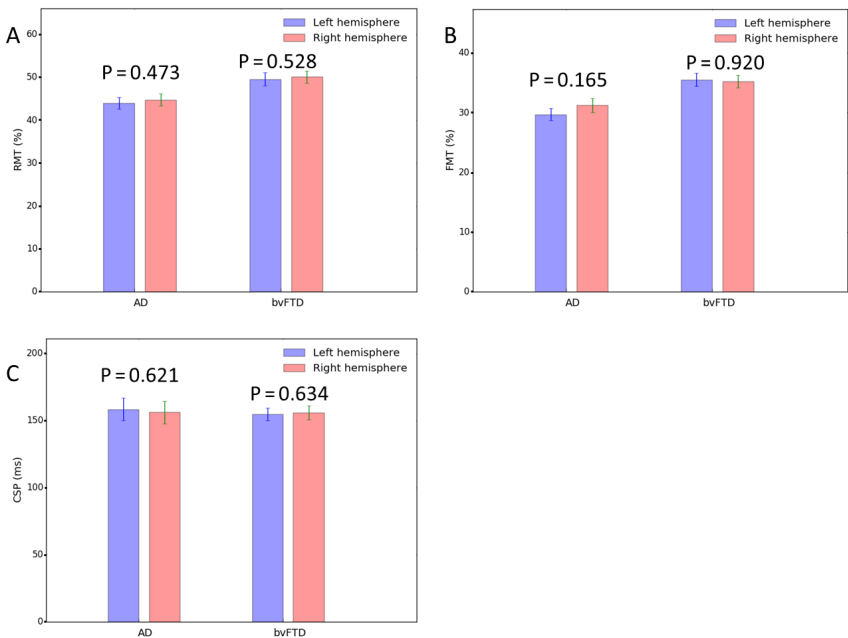 A
Left hemisphere
Right hemisphere
P = 0.473
P = 0.528
RMT (%)
60
50
40
30
20
10
0
AD
bvFTD
B
Left hemisphere
Right hemisphere
P = 0.165
P = 0.920
FMT (%)
40
30
20
10
0
AD
bvFTD
C
Left hemisphere
Right hemisphere
P = 0.621
P = 0.634
CSP (ms)
200
150
100
50
0
AD
bvFTD